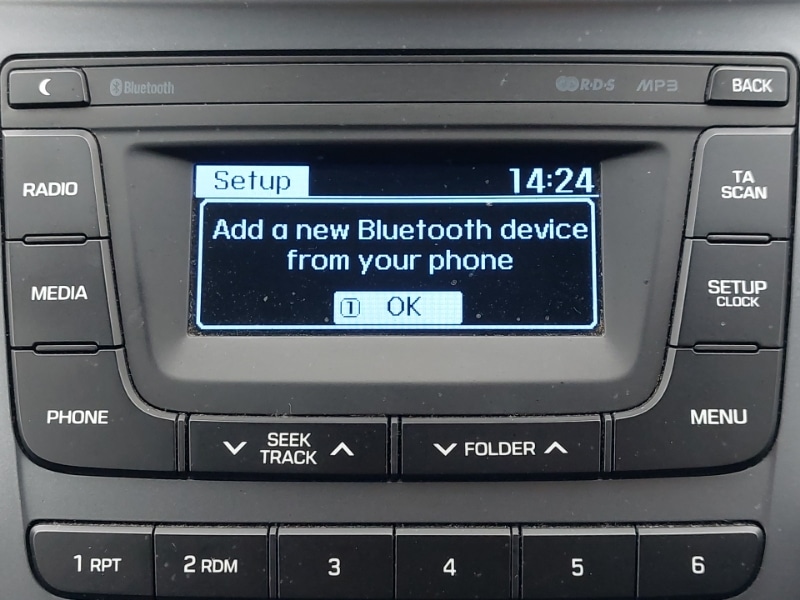 Bluetooth
R·D·S
MP3
BACK
RADIO
Setup
14:24
TA
SCAN
Add a new Bluetooth device
from your phone
1 OK
MEDIA
SETUP
CLOCK
PHONE
SEEK
TRACK
FOLDER
MENU
1 RPT
2 RDM
3
4
5
6